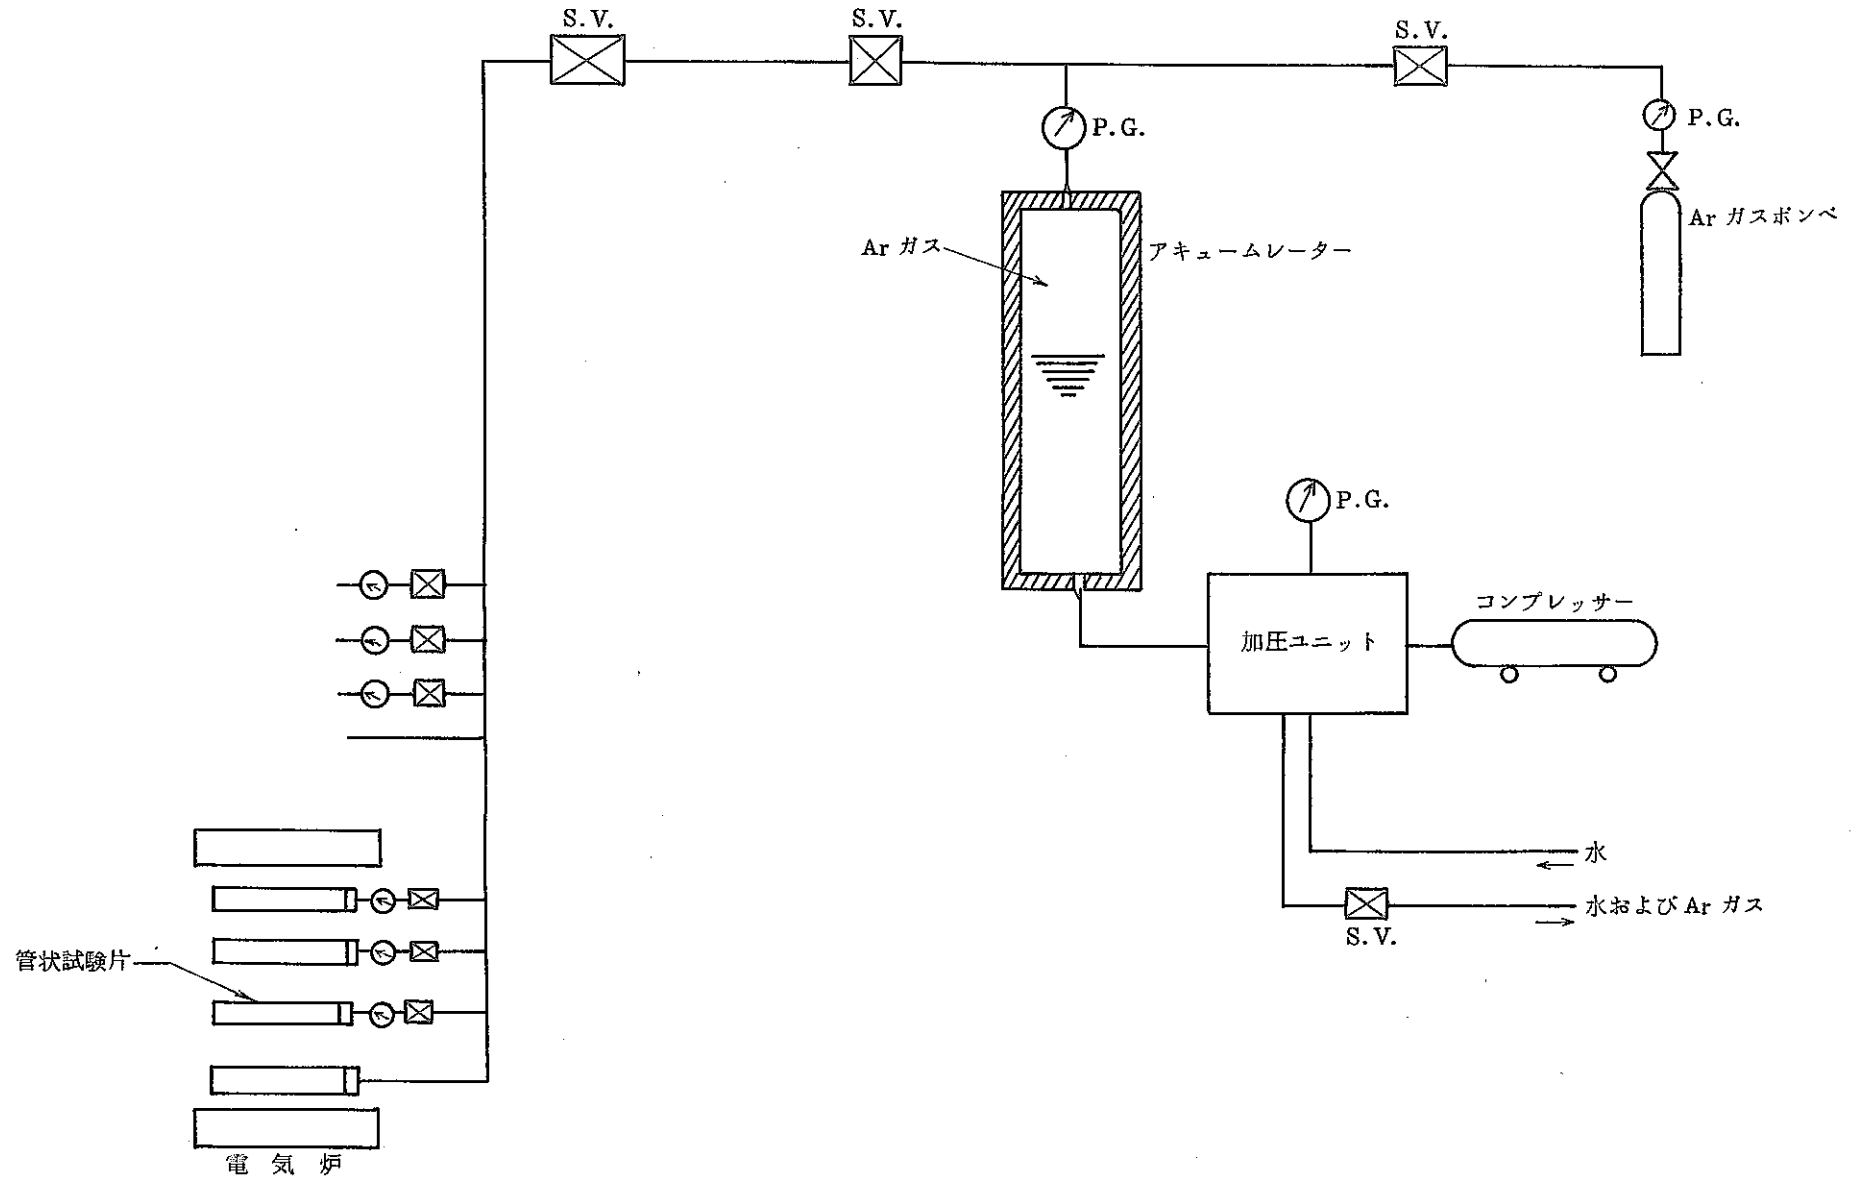 S.V.
S.V.
S.V.
P.G.
P.G.
Ar ガスボンベ
Ar ガス
アキュームレーター
P.G.
コンプレッサー
加圧ユニット
水
水および Ar ガス
S.V.
管状試験片
電気炉